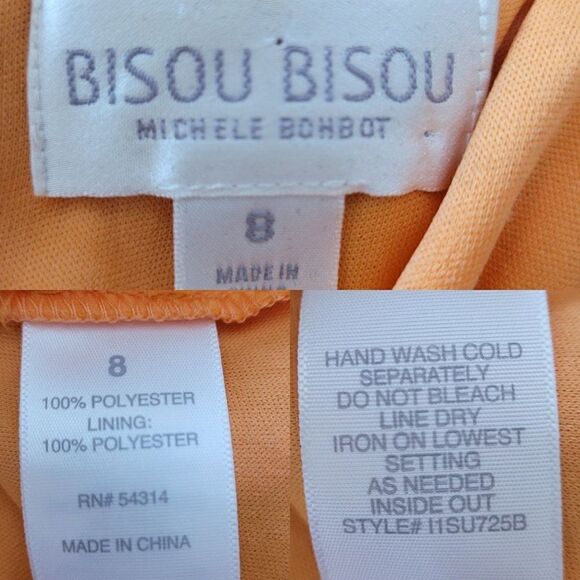 BISOU BISOU
MICHELE BOHBOT
8
MADE IN
8
100% POLYESTER
LINING:
100% POLYESTER
RN# 54314
MADE IN CHINA
HAND WASH COLD
SEPARATELY
DO NOT BLEACH
LINE DRY
IRON ON LOWEST
SETTING
AS NEEDED
INSIDE OUT
STYLE# I1SU725B